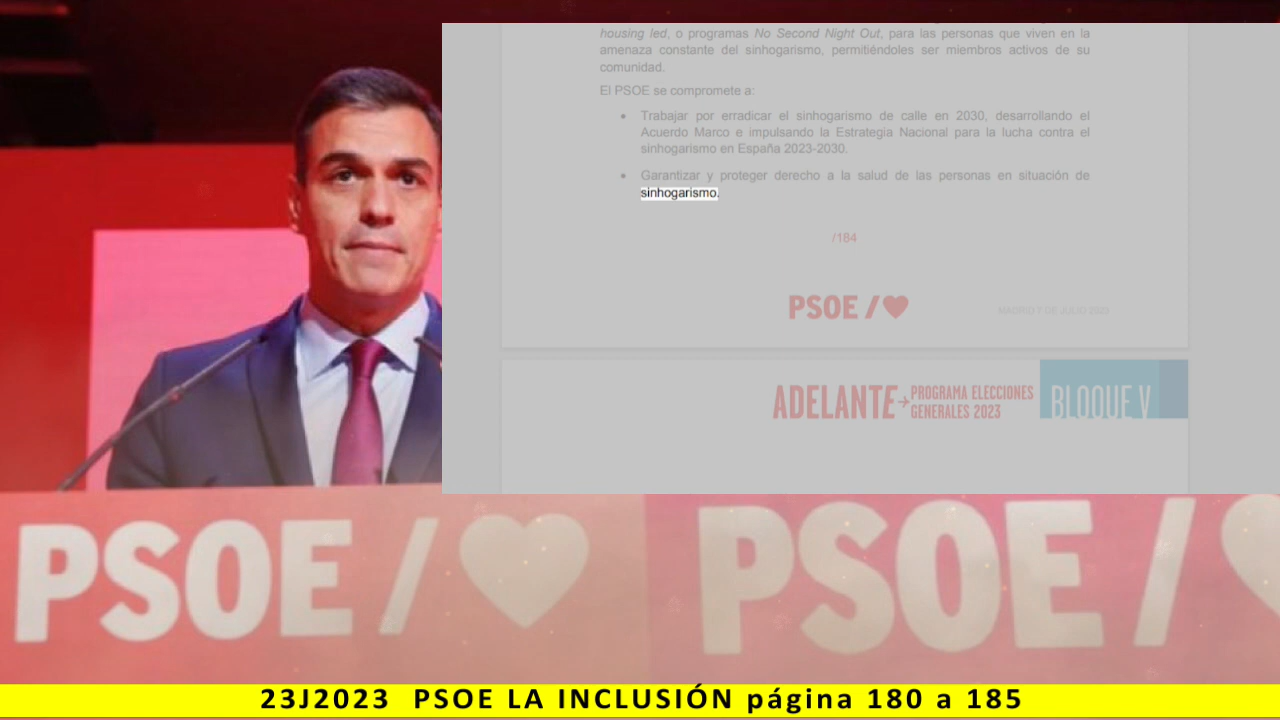 housing led, o programas No Second Night Out, para las personas que viven en la
amenaza constante del sinhogarismo, permitiéndoles ser miembros activos de su
comunidad.
El PSOE se compromete a:
• Trabajar por erradicar el sinhogarismo de calle en 2030, desarrollando el
Acuerdo Marco e impulsando la Estrategia Nacional para la lucha contra el
sinhogarismo en España 2023-2030.
• Garantizar y proteger derecho a la salud de las personas en situación de
sinhogarismo.
/184
PSOE /
MADRID 7 DE JULIO 2023
ADELANTE
PROGRAMA ELECCIONES
GENERALES 2023
BLOQUE V
PSOE /
PSOE /
23J2023 PSOE LA INCLUSIÓN página 180 a 185